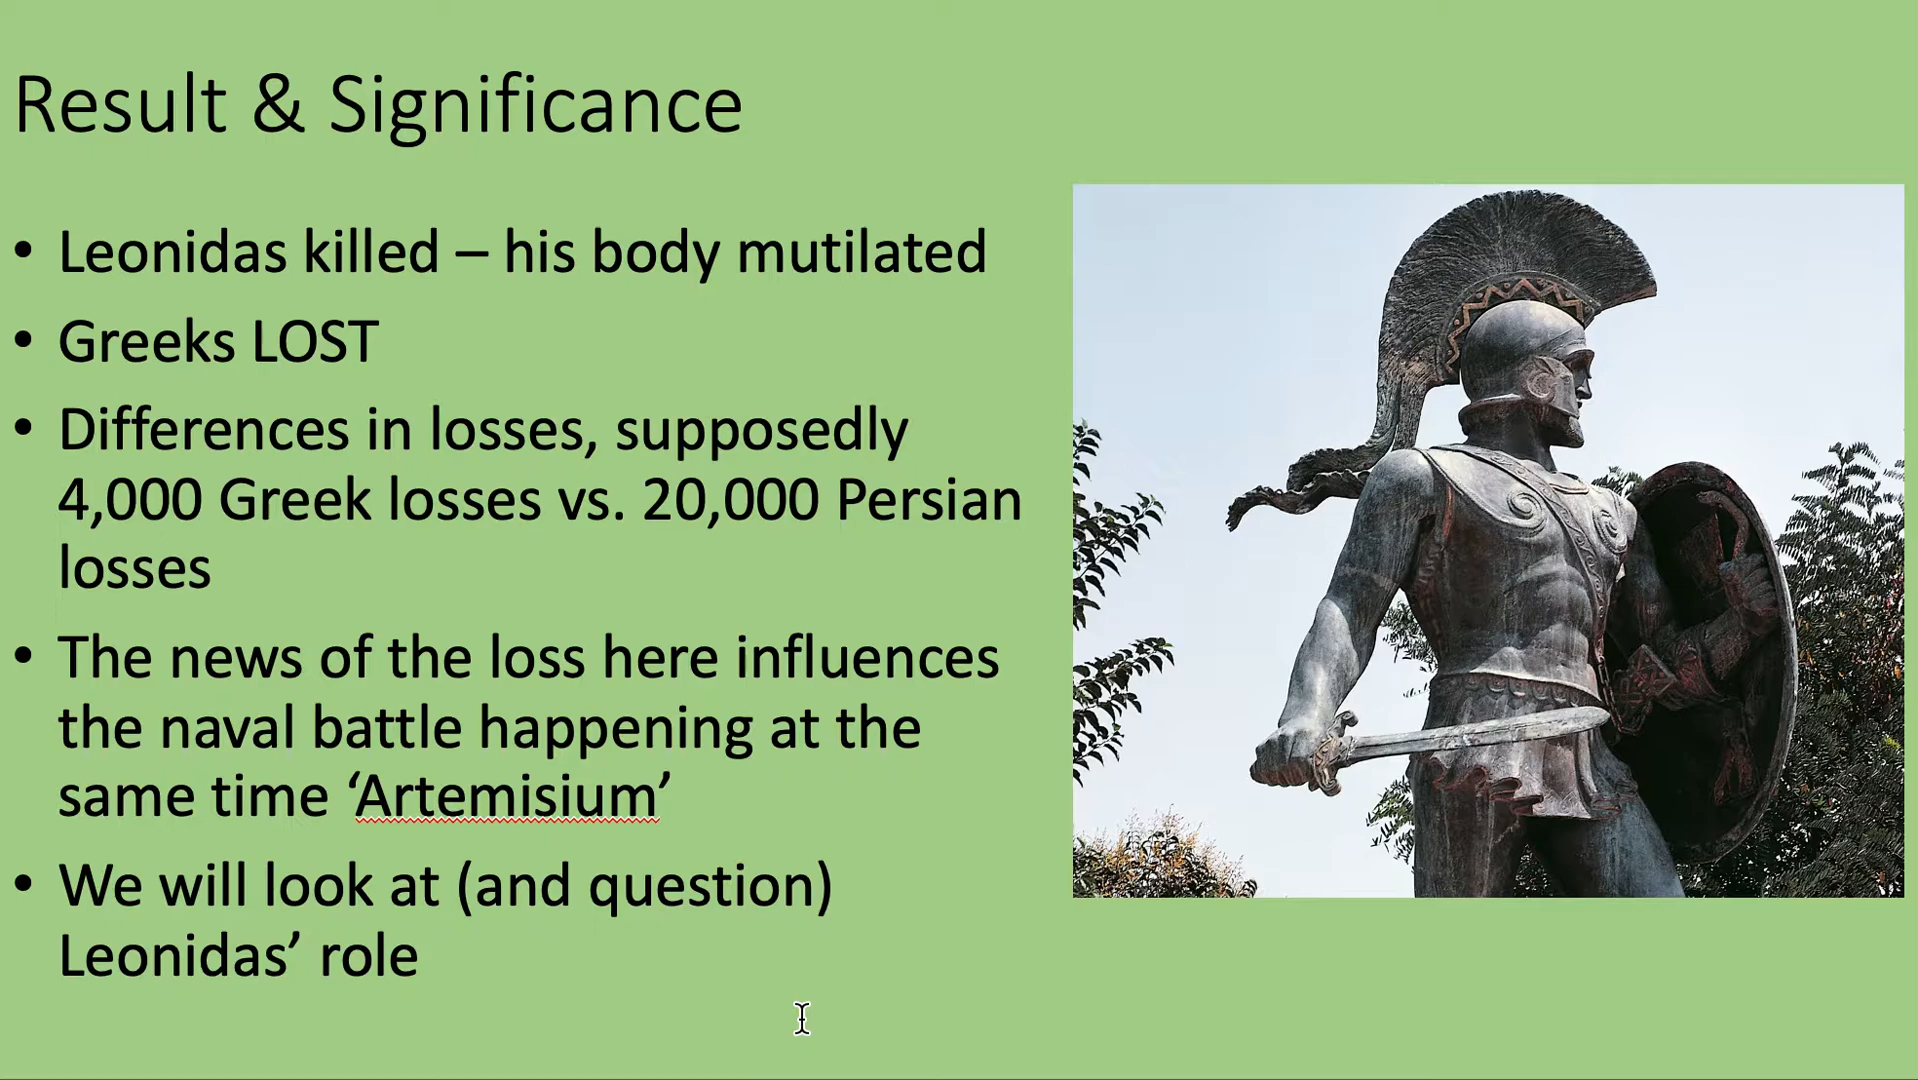 Result & Significance
• Leonidas killed – his body mutilated
• Greeks LOST
• Differences in losses, supposedly
4,000 Greek losses vs. 20,000 Persian
losses
• The news of the loss here influences
the naval battle happening at the
same time ‘Artemisium’
• We will look at (and question)
Leonidas’ role